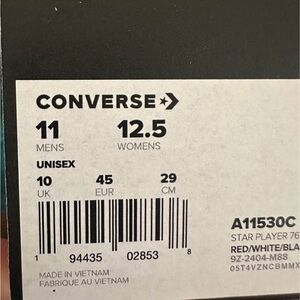 CONVERSE
11 12.5
MENS WOMENS
UNISEX
10 45 29
UK EUR CM
1 94435 02853 8
A11530C
STAR PLAYER 76
RED/WHITE/BLA
9Z-2404-M8S
05T4VZNCBMMX
MADE IN VIETNAM
FABRIQUE AU VIETNAM